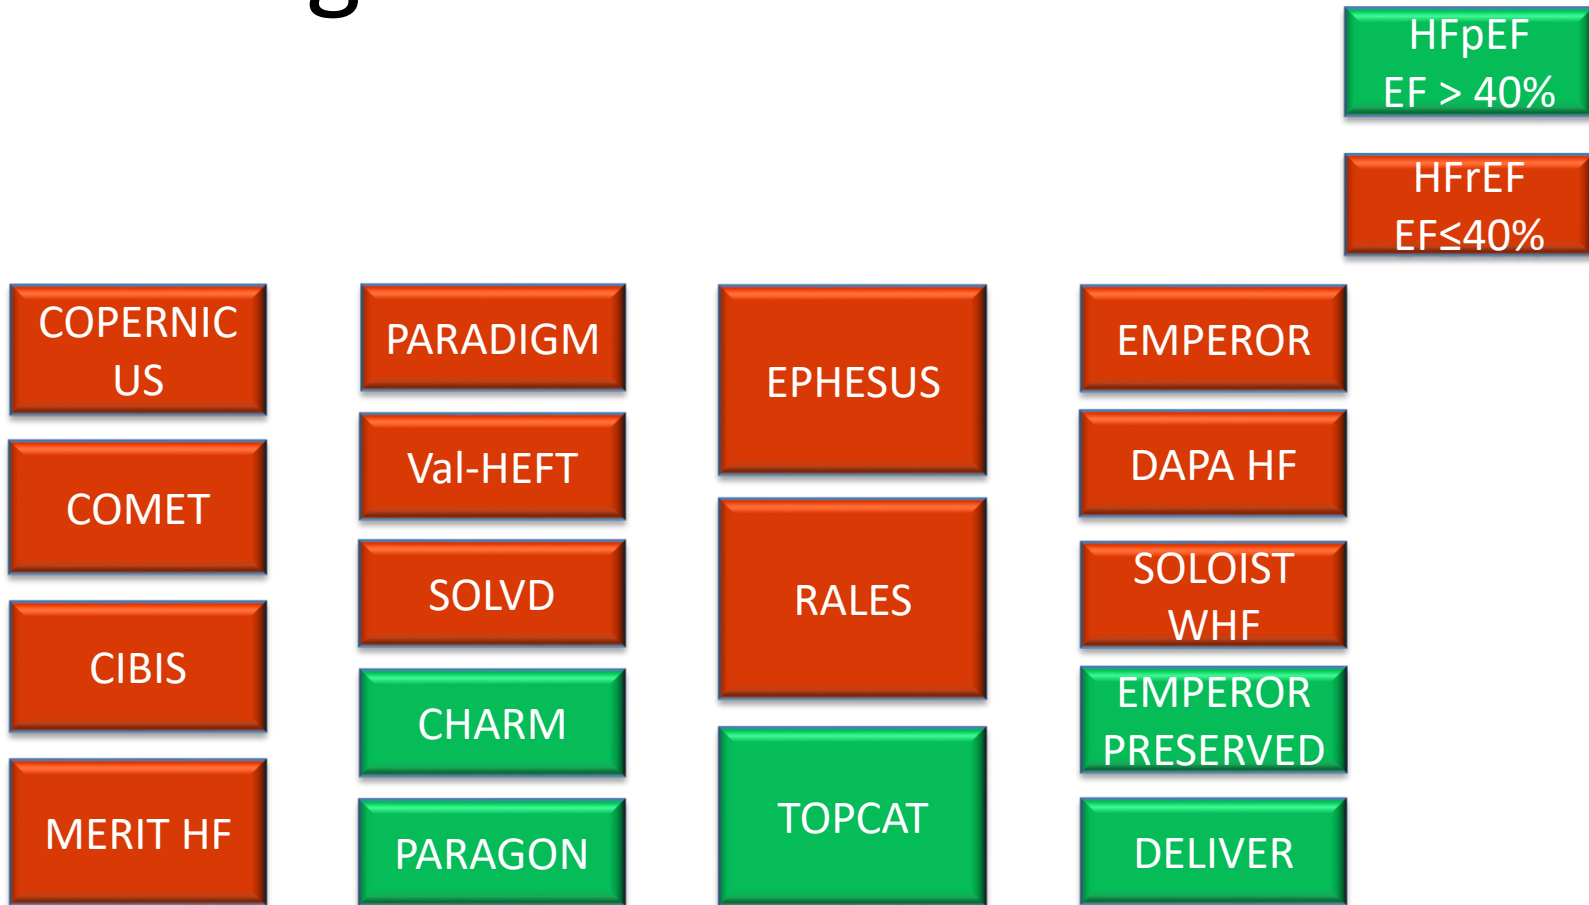 g
HFpEF
EF > 40%
HFrEF
EF≤40%
COPERNIC
US
COMET
CIBIS
MERIT HF
PARADIGM
Val-HEFT
SOLVD
CHARM
PARAGON
EPHESUS
RALES
TOPCAT
EMPEROR
DAPA HF
SOLOIST
WHF
EMPEROR
PRESERVED
DELIVER